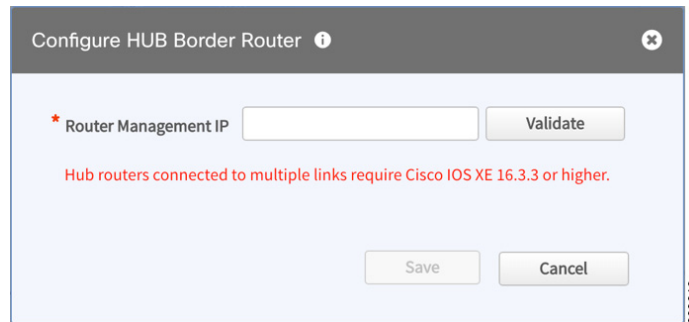 Configure HUB Border Router
* Router Management IP
Validate
Hub routers connected to multiple links require Cisco IOS XE 16.3.3 or higher.
Save
Cancel